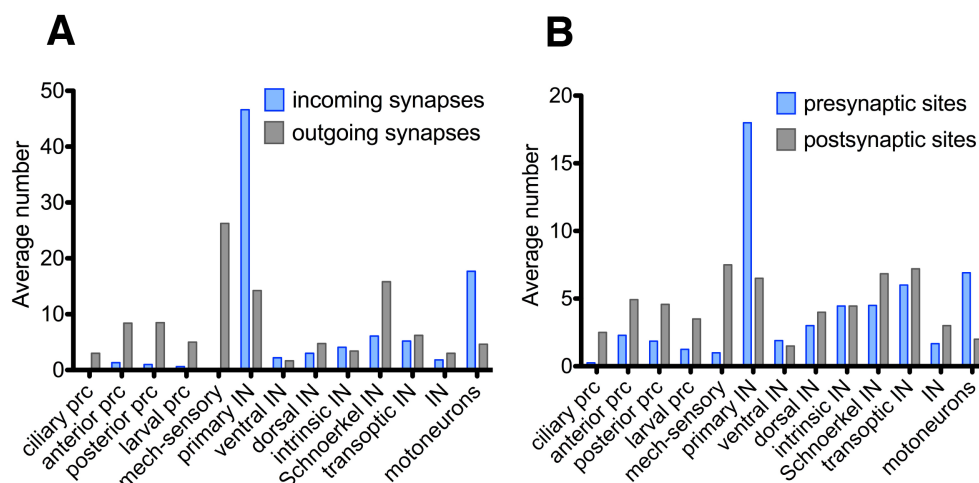 A
Average number
50
40
30
20
10
0
incoming synapses
outgoing synapses
ciliary prc
anterior prc
posterior prc
larval prc
mech-sensory
primary IN
ventral IN
dorsal IN
intrinsic IN
Schnoerkel IN
transoptic IN
IN
motoneurons
B
Average number
20
15
10
5
0
presynaptic sites
postsynaptic sites
ciliary prc
anterior prc
posterior prc
larval prc
mech-sensory
primary IN
ventral IN
dorsal IN
intrinsic IN
Schnoerkel IN
transoptic IN
IN
motoneurons